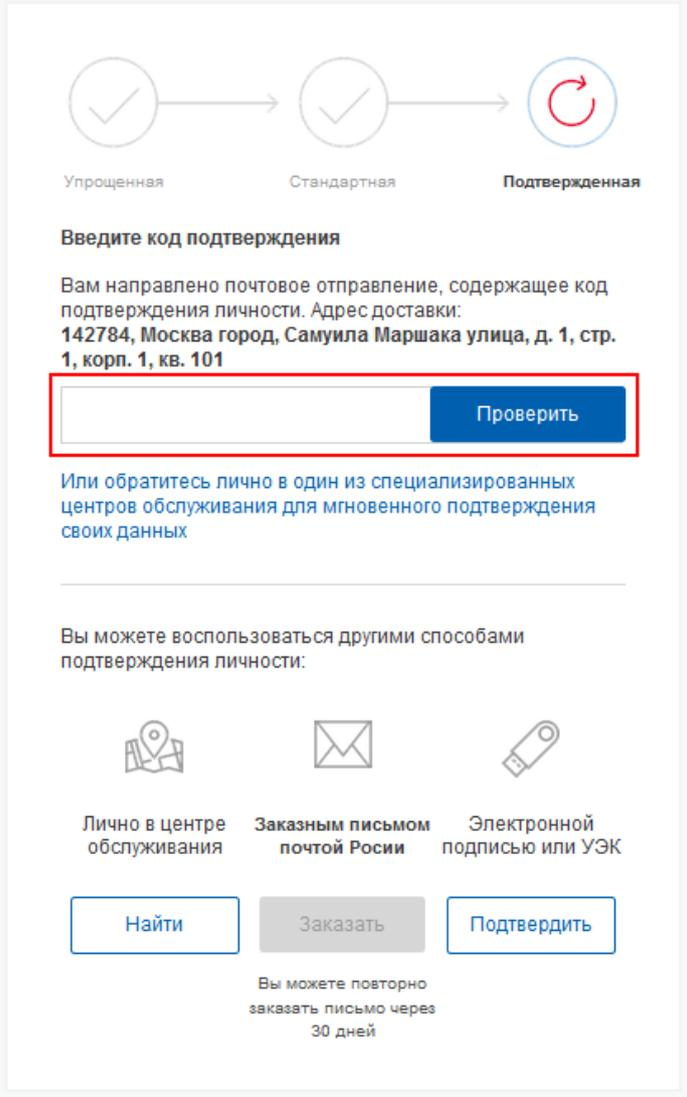 Упрощенная
Стандартная
Подтвержденная
Введите код подтверждения
Вам направлено почтовое отправление, содержащее код
подтверждения личности. Адрес доставки:
142784, Москва город, Самуила Маршака улица, д. 1, стр.
1, корп. 1, кв. 101
Проверить
Или обратитесь лично в один из специализированных
центров обслуживания для мгновенного подтверждения
своих данных
Вы можете воспользоваться другими способами
подтверждения личности:
Лично в центре
обслуживания
Заказным письмом
почтой Росии
Электронной
подписью или УЭК
Найти
Заказать
Подтвердить
Вы можете повторно
заказать письмо через
30 дней